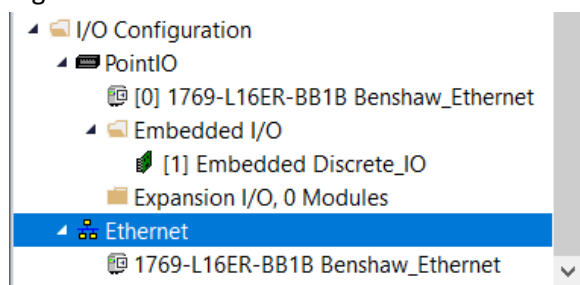 I/O Configuration
PointIO
[0] 1769-L16ER-BB1B Benshaw_Ethernet
Embedded I/O
[1] Embedded Discrete_IO
Expansion I/O, 0 Modules
Ethernet
1769-L16ER-BB1B Benshaw_Ethernet